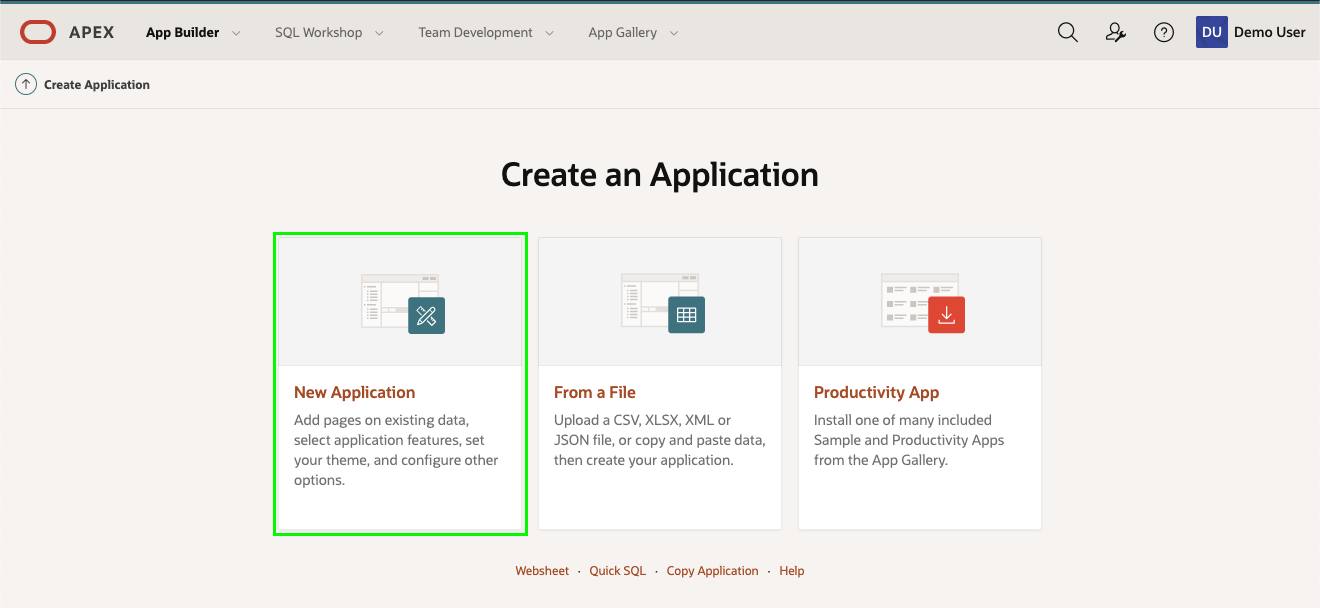 APEX App Builder SQL Workshop Team Development App Gallery DU Demo User
Create Application
Create an Application
New Application
Add pages on existing data,
select application features, set
your theme, and configure other
options.
From a File
Upload a CSV, XLSX, XML or
JSON file, or copy and paste data,
then create your application.
Productivity App
Install one of many included
Sample and Productivity Apps
from the App Gallery.
Websheet · Quick SQL · Copy Application · Help